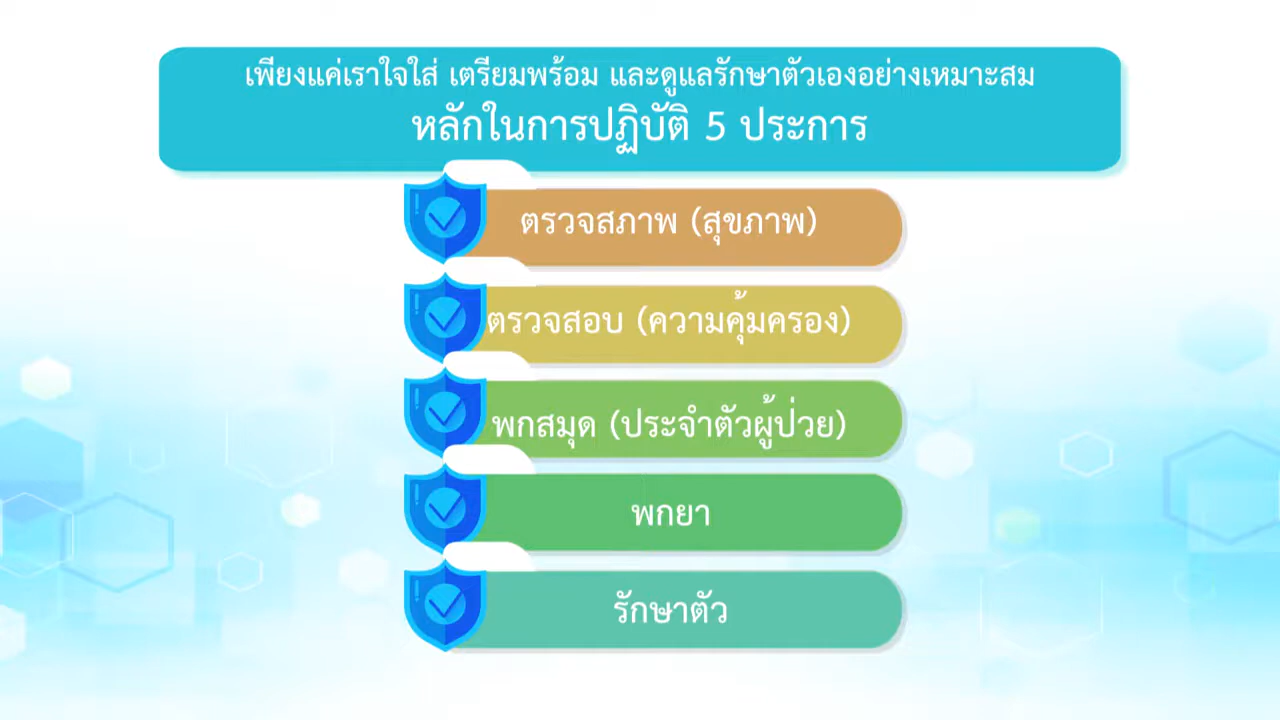 เพียงแค่เราใจใส่ เตรียมพร้อม และดูแลรักษาตัวเองอย่างเหมาะสม
หลักในการปฏิบัติ 5 ประการ
ตรวจสภาพ (สุขภาพ)
ตรวจสอบ (ความคุ้มครอง)
พกสมุด (ประจำตัวผู้ป่วย)
พกยา
รักษาตัว